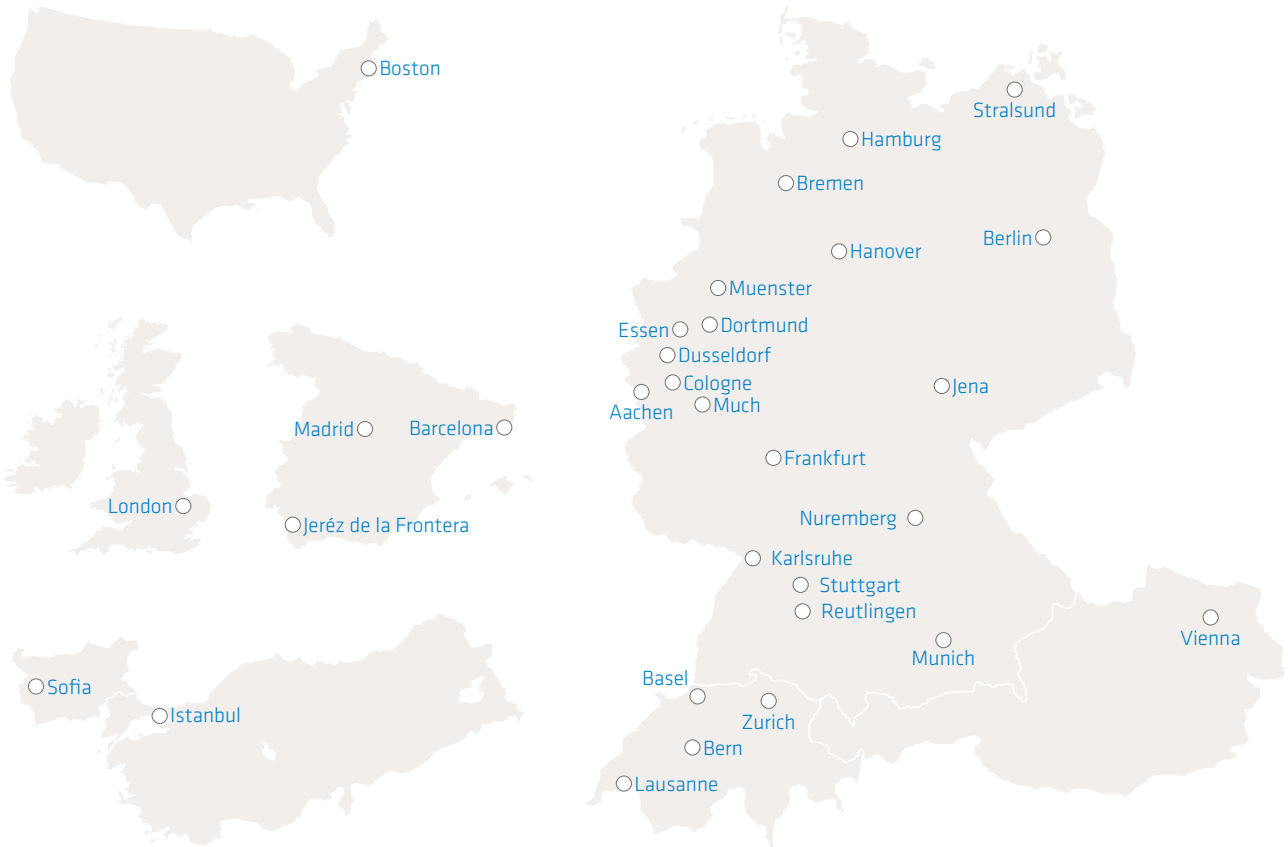 Boston
Stralsund
Hamburg
Bremen
Berlin
Hanover
Muenster
Essen
Dortmund
Dusseldorf
Cologne
Jena
Aachen
Much
Madrid
Barcelona
Frankfurt
London
Jeréz de la Frontera
Nuremberg
Karlsruhe
Stuttgart
Reutlingen
Vienna
Munich
Basel
Sofia
Istanbul
Zurich
Bern
Lausanne